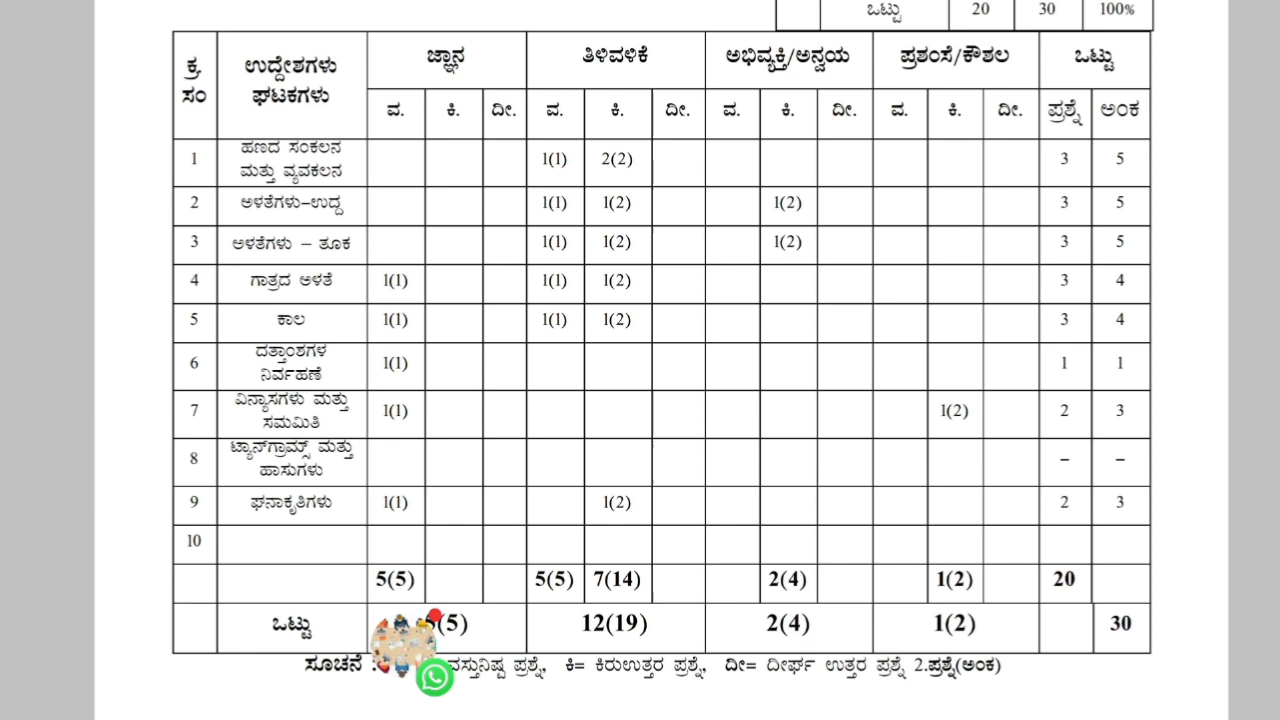 ಒಟ್ಟು 20 30 100%
ಕ್ರ. ಸಂ ಉದ್ದೇಶಗಳು ಘಟಕಗಳು ಜ್ಞಾನ ತಿಳಿವಳಿಕೆ ಅಭಿವ್ಯಕ್ತಿ/ಅನ್ವಯ ಪ್ರಶಂಸೆ/ಕೌಶಲ ಒಟ್ಟು
ವ. ಕಿ. ದೀ. ವ. ಕಿ. ದೀ. ವ. ಕಿ. ದೀ. ವ. ಕಿ. ದೀ. ಪ್ರಶ್ನೆ ಅಂಕ
1 ಹಣದ ಸಂಕಲನ ಮತ್ತು ವ್ಯವಕಲನ 1(1) 2(2) 3 5
2 ಅಳತೆಗಳು-ಉದ್ದ 1(1) 1(2) 1(2) 3 5
3 ಅಳತೆಗಳು – ತೂಕ 1(1) 1(2) 1(2) 3 5
4 ಗಾತ್ರದ ಅಳತೆ 1(1) 1(1) 1(2) 3 4
5 ಕಾಲ 1(1) 1(1) 1(2) 3 4
6 ದತ್ತಾಂಶಗಳ ನಿರ್ವಹಣೆ 1(1) 1 1
7 ವಿನ್ಯಾಸಗಳು ಮತ್ತು ಸಮಮಿತಿ 1(1) 1(2) 2 3
8 ಟ್ಯಾನ್‌ಗ್ರಾಮ್ಸ್ ಮತ್ತು ಹಾಸುಗಳು – –
9 ಘನಾಕೃತಿಗಳು 1(1) 1(2) 2 3
10
5(5) 5(5) 7(14) 2(4) 1(2) 20
ಒಟ್ಟು 5(5) 12(19) 2(4) 1(2) 30
ಸೂಚನೆ : ವಸ್ತುನಿಷ್ಟ ಪ್ರಶ್ನೆ, ಕಿ= ಕಿರುಉತ್ತರ ಪ್ರಶ್ನೆ, ದೀ= ದೀರ್ಘ ಉತ್ತರ ಪ್ರಶ್ನೆ 2.ಪ್ರಶ್ನೆ(ಅಂಕ)